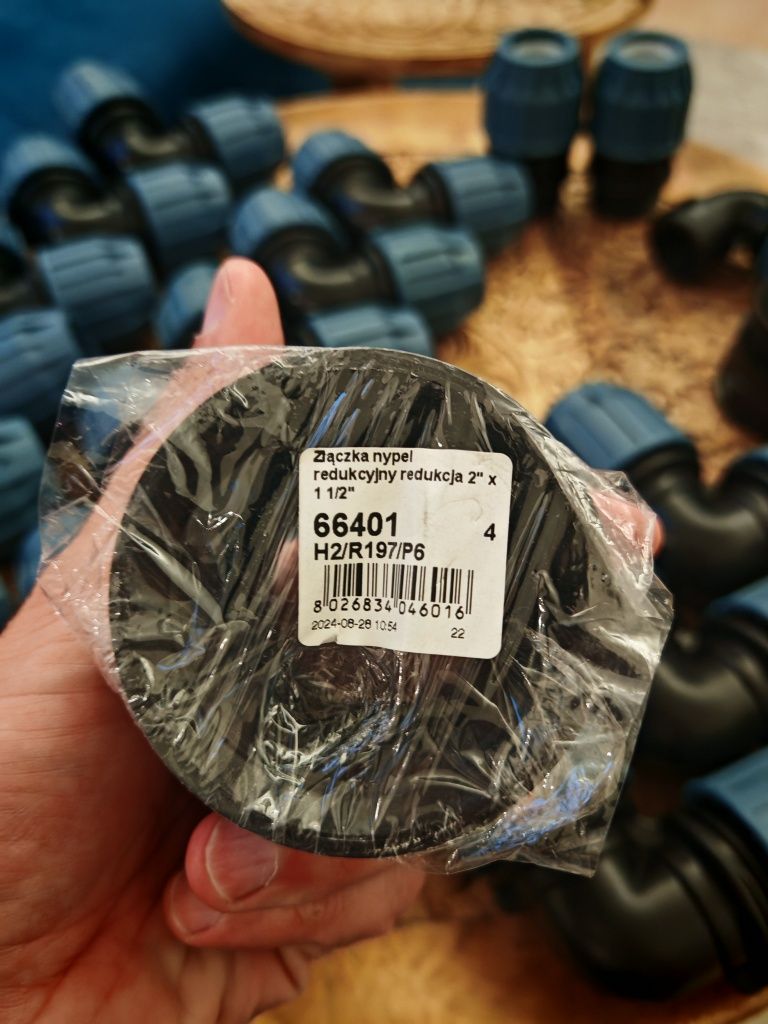 Złączka nypel
redukcyjny redukcja 2" x
1 1/2"
66401 4
H2/R197/P6
8 026834 046016
2024-08-28 10:54 22